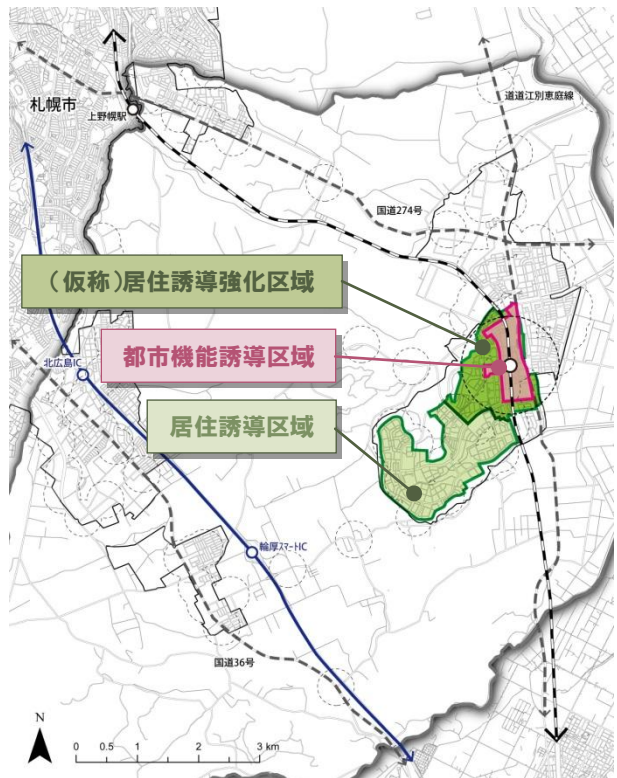 札幌市
上野幌駅
道道江別恵庭線
国道274号
（仮称）居住誘導強化区域
都市機能誘導区域
北広島IC
居住誘導区域
輪厚スマートIC
国道36号
N
0 0.5 1 2 3 km